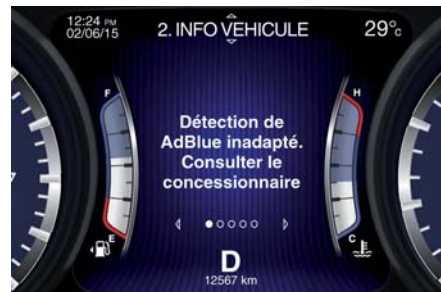 12:24 PM
02/06/15
2. INFO VEHICULE
29°c
F
H
Détection de
AdBlue inadapté.
Consulter le
concessionnaire
E
C
D
12567 km